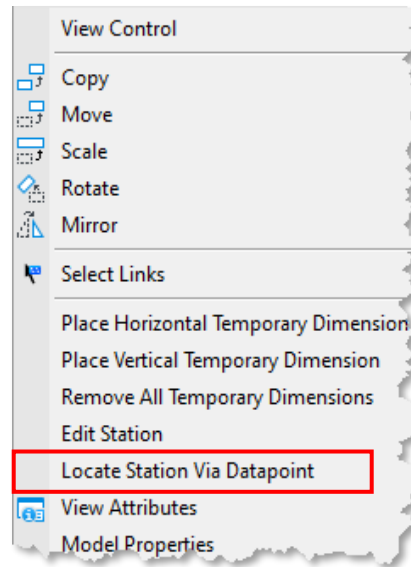 View Control
Copy
Move
Scale
Rotate
Mirror
Select Links
Place Horizontal Temporary Dimension
Place Vertical Temporary Dimension
Remove All Temporary Dimensions
Edit Station
Locate Station Via Datapoint
View Attributes
Model Properties